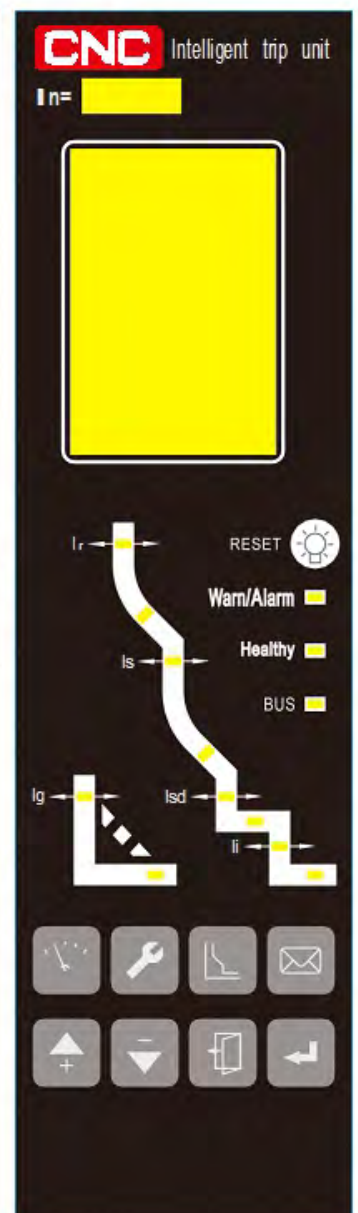 CNC Intelligent trip unit
In=
Ir
RESET
Warn/Alarm
Is
Healthy
BUS
Ig
Isd
Ii
+
−